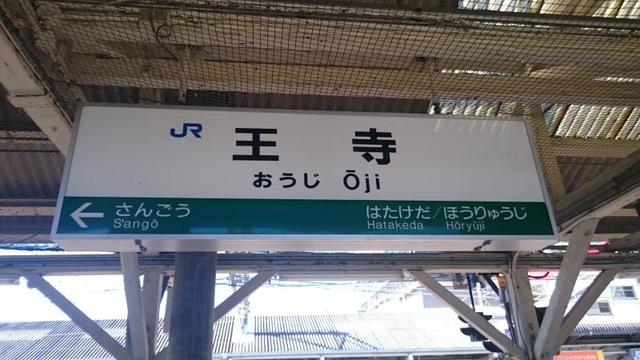 JR 王寺
おうじ Ōji
← さんごう はたけだ/ほうりゅうじ
S'angō Hatakeda Hōryūji